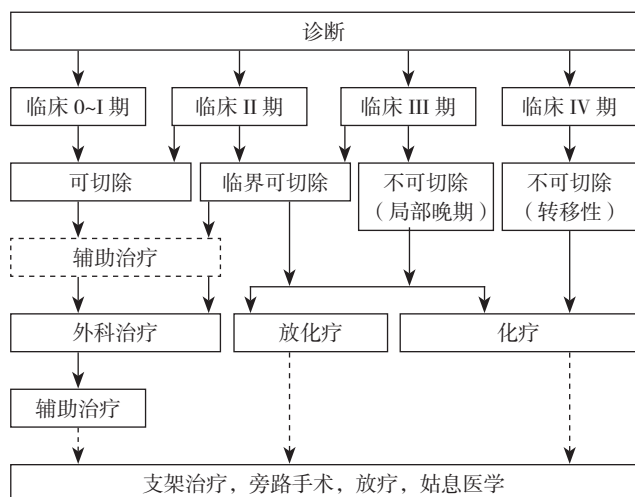 诊断
临床 0~I 期
临床 II 期
临床 III 期
临床 IV 期
可切除
临界可切除
不可切除
（局部晚期）
不可切除
（转移性）
辅助治疗
外科治疗
放化疗
化疗
辅助治疗
支架治疗，旁路手术，放疗，姑息医学